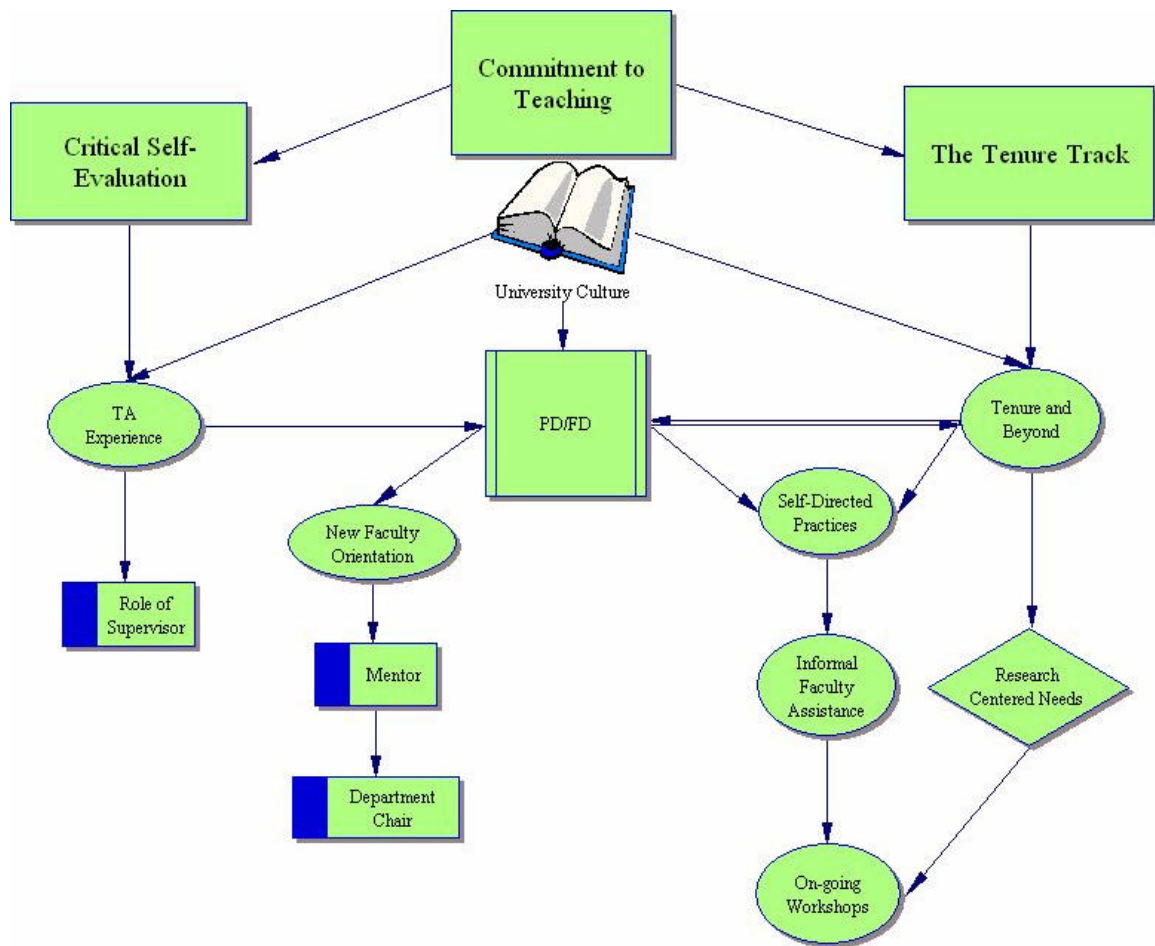 Commitment to
Teaching
Critical Self-
Evaluation
The Tenure Track
University Culture
TA
Experience
PD/FD
Tenure and
Beyond
New Faculty
Orientation
Self-Directed
Practices
Role of
Supervisor
Mentor
Informal
Faculty
Assistance
Research
Centered Needs
Department
Chair
On-going
Workshops